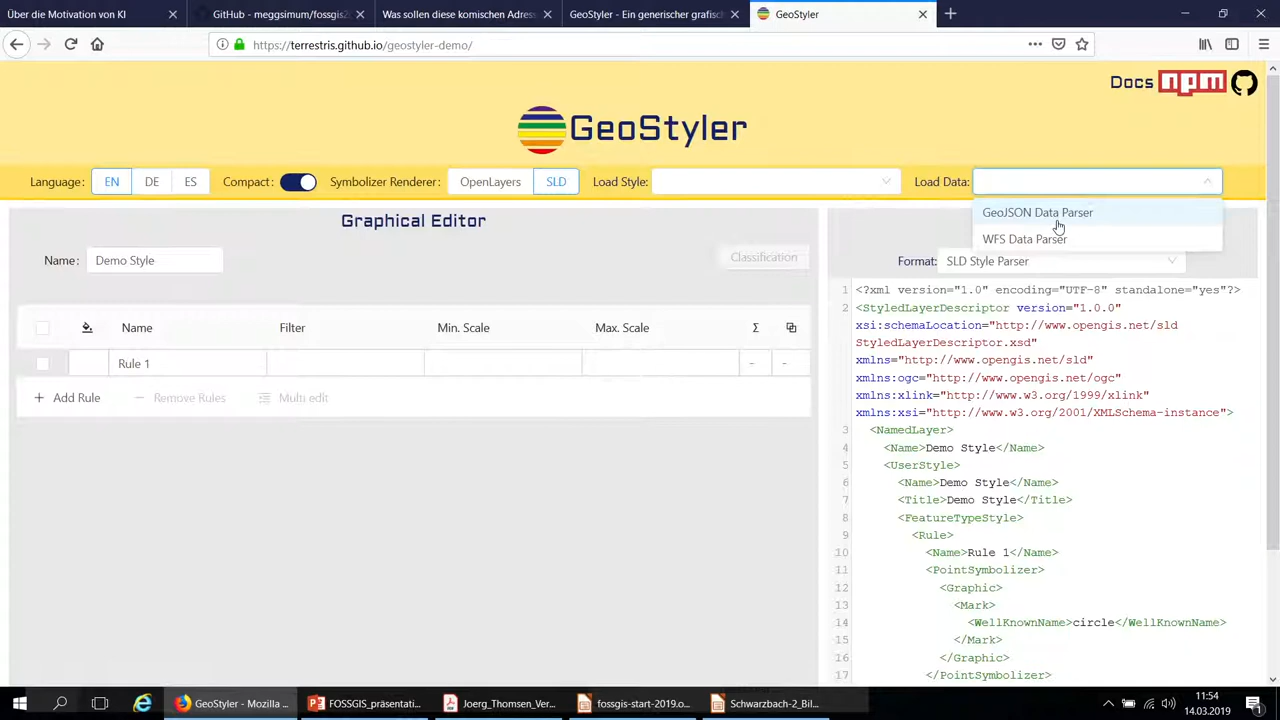 Über die Motivation von KI
GitHub - meggsimum/fossgis2
Was sollen diese komischen Adress
GeoStyler - Ein generischer grafisch
GeoStyler
https://terrestris.github.io/geostyler-demo/
Docs npm
GeoStyler
Language: EN DE ES Compact: Symbolizer Renderer: OpenLayers SLD Load Style: Load Data:
GeoJSON Data Parser
WFS Data Parser
Graphical Editor
Name: Demo Style Classification
Format: SLD Style Parser
Name Filter Min. Scale Max. Scale Σ
Rule 1 - -
+ Add Rule − Remove Rules Multi edit
1 <?xml version="1.0" encoding="UTF-8" standalone="yes"?>
2 <StyledLayerDescriptor version="1.0.0"
xsi:schemaLocation="http://www.opengis.net/sld
StyledLayerDescriptor.xsd"
xmlns="http://www.opengis.net/sld"
xmlns:ogc="http://www.opengis.net/ogc"
xmlns:xlink="http://www.w3.org/1999/xlink"
xmlns:xsi="http://www.w3.org/2001/XMLSchema-instance">
3 <NamedLayer>
4 <Name>Demo Style</Name>
5 <UserStyle>
6 <Name>Demo Style</Name>
7 <Title>Demo Style</Title>
8 <FeatureTypeStyle>
9 <Rule>
10 <Name>Rule 1</Name>
11 <PointSymbolizer>
12 <Graphic>
13 <Mark>
14 <WellKnownName>circle</WellKnownName>
15 </Mark>
16 </Graphic>
17 </PointSymbolizer>
GeoStyler - Mozilla ...
FOSSGIS_präsentati...
Joerg_Thomsen_Ver...
fossgis-start-2019.o...
Schwarzbach-2_Bil...
11:54
14.03.2019
1